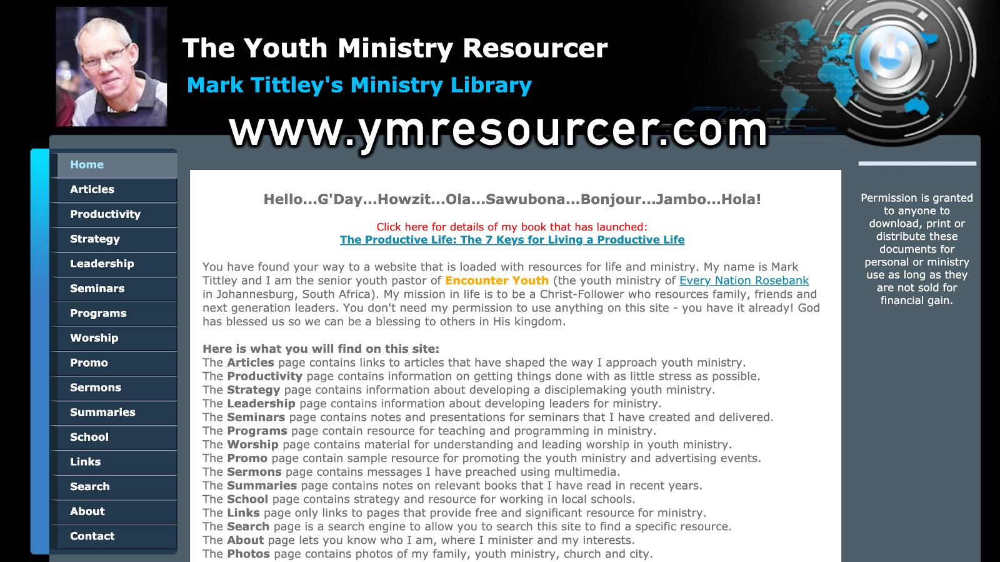 The Youth Ministry Resourcer
Mark Tittley's Ministry Library
www.ymresourcer.com
Home
Articles
Productivity
Strategy
Leadership
Seminars
Programs
Worship
Promo
Sermons
Summaries
School
Links
Search
About
Contact
Hello...G'Day...Howzit...Ola...Sawubona...Bonjour...Jambo...Hola!
Click here for details of my book that has launched:
The Productive Life: The 7 Keys for Living a Productive Life
You have found your way to a website that is loaded with resources for life and ministry. My name is Mark
Tittley and I am the senior youth pastor of Encounter Youth (the youth ministry of Every Nation Rosebank
in Johannesburg, South Africa). My mission in life is to be a Christ-Follower who resources family, friends and
next generation leaders. You don't need my permission to use anything on this site - you have it already! God
has blessed us so we can be a blessing to others in His kingdom.
Here is what you will find on this site:
The Articles page contains links to articles that have shaped the way I approach youth ministry.
The Productivity page contains information on getting things done with as little stress as possible.
The Strategy page contains information about developing a disciplemaking youth ministry.
The Leadership page contains information about developing leaders for ministry.
The Seminars page contains notes and presentations for seminars that I have created and delivered.
The Programs page contain resource for teaching and programming in ministry.
The Worship page contains material for understanding and leading worship in youth ministry.
The Promo page contain sample resource for promoting the youth ministry and advertising events.
The Sermons page contains messages I have preached using multimedia.
The Summaries page contains notes on relevant books that I have read in recent years.
The School page contains strategy and resource for working in local schools.
The Links page only links to pages that provide free and significant resource for ministry.
The Search page is a search engine to allow you to search this site to find a specific resource.
The About page lets you know who I am, where I minister and my interests.
The Photos page contains photos of my family, youth ministry, church and city.
Permission is granted
to anyone to
download, print or
distribute these
documents for
personal or ministry
use as long as they
are not sold for
financial gain.